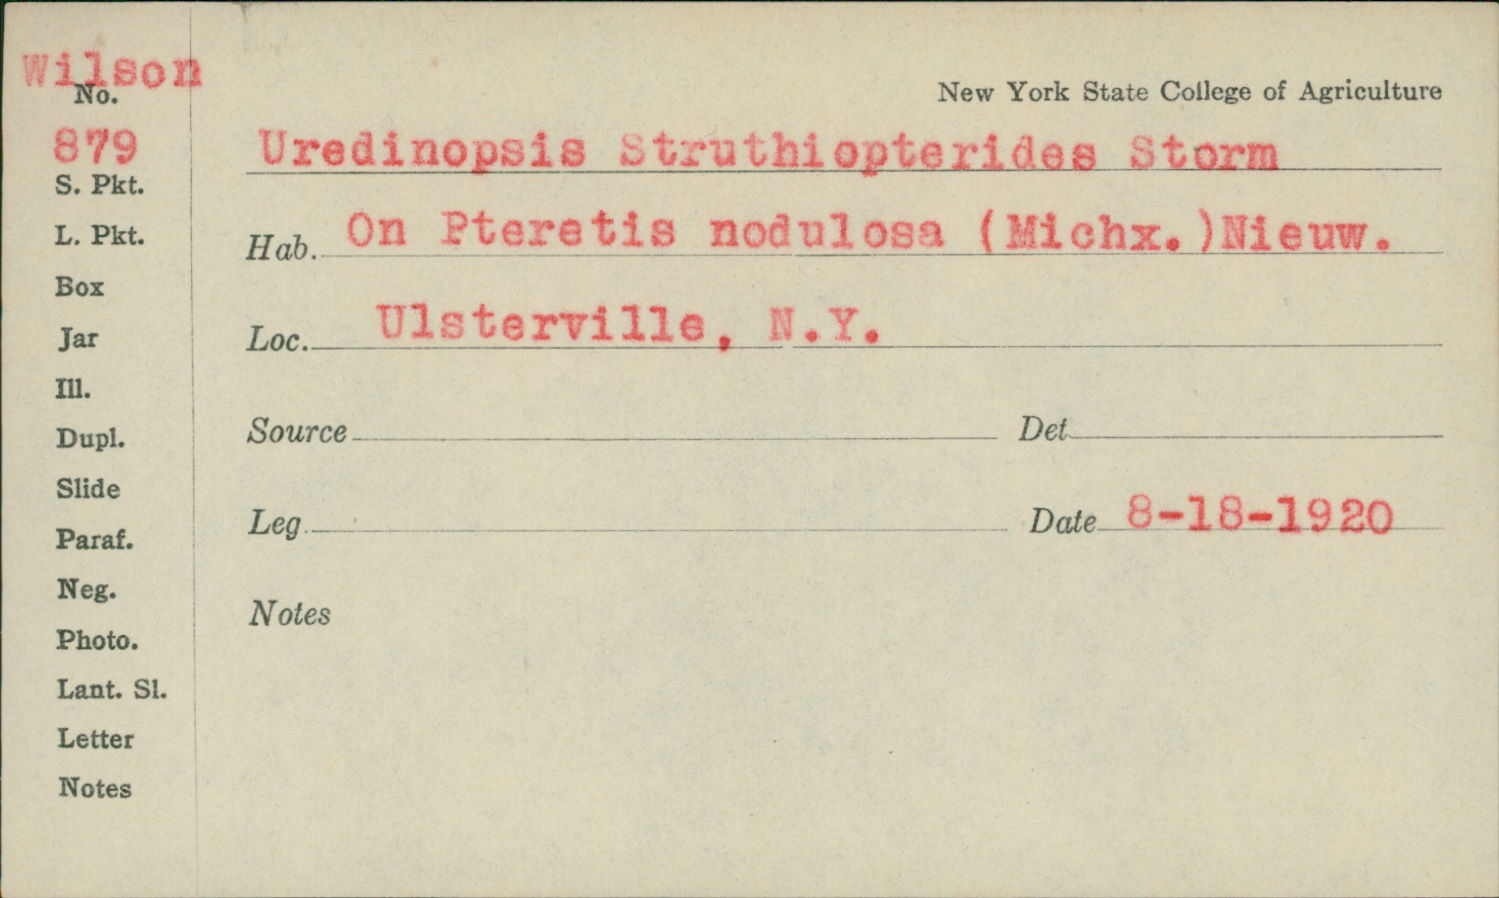 Wilson
No.
New York State College of Agriculture
879
Uredinopsis Struthiopterides Storm
S. Pkt.
L. Pkt.
Hab. On Pteretis nodulosa (Michx.)Nieuw.
Box
Jar
Loc. Ulsterville, N.Y.
Ill.
Dupl.
Source Det.
Slide
Leg. Date 8-18-1920
Paraf.
Neg.
Notes
Photo.
Lant. Sl.
Letter
Notes